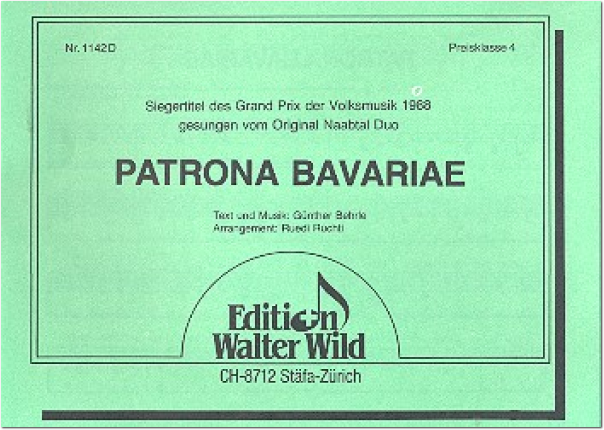 Nr. 1142D
Preisklasse 4
Siegertitel des Grand Prix der Volksmusik 1988
gesungen vom Original Naabtal Duo
PATRONA BAVARIAE
Text und Musik: Günther Behrle
Arrangement: Ruedi Ruchti
Edition
Walter Wild
CH-8712 Stäfa-Zürich